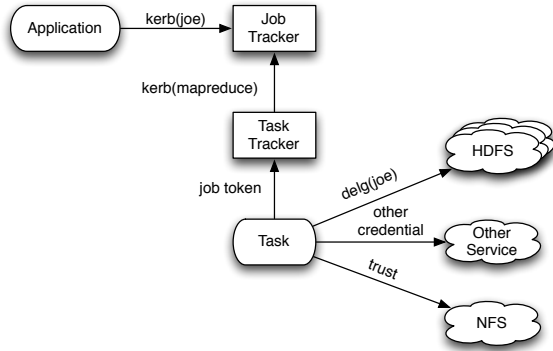 Application
kerb(joe)
Job
Tracker
kerb(mapreduce)
Task
Tracker
job token
Task
delg(joe)
HDFS
other
credential
Other
Service
trust
NFS